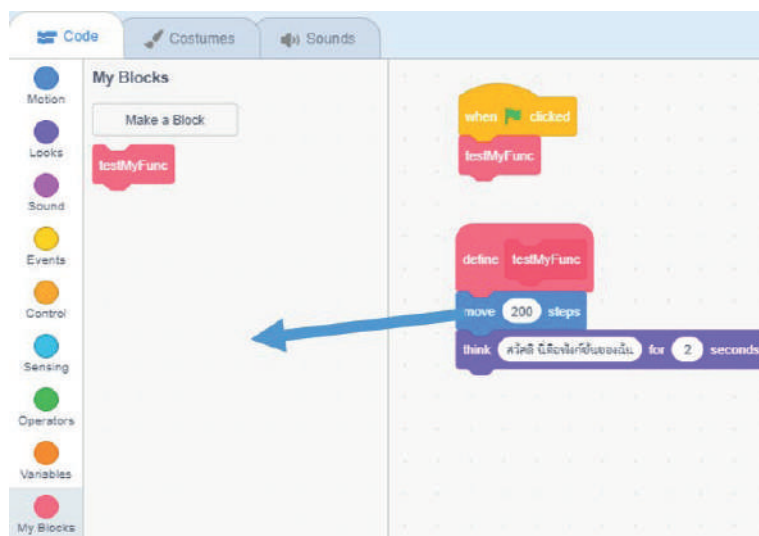 Code Costumes Sounds
Motion
Looks
Sound
Events
Control
Sensing
Operators
Variables
My Blocks
My Blocks
Make a Block
testMyFunc
when clicked
testMyFunc
define testMyFunc
move 200 steps
think สวัสดี นี่คือฟังก์ชันของฉัน for 2 seconds